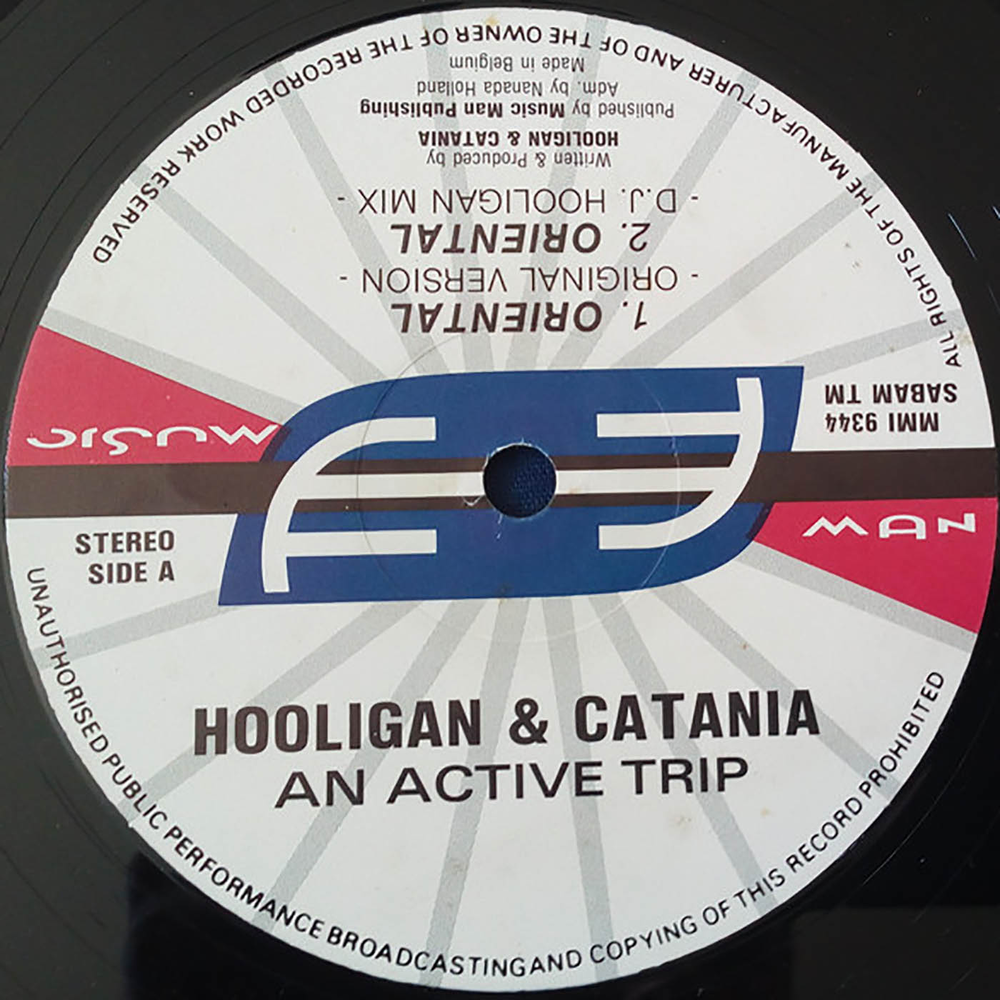 HOOLIGAN & CATANIA
AN ACTIVE TRIP
STEREO
SIDE A
MUSIC
MAN
SABAM TM
MMI 9344
1. ORIENTAL
- ORIGINAL VERSION -
2. ORIENTAL
- D.J. HOOLIGAN MIX -
Written & Produced by
HOOLIGAN & CATANIA
Published by Music Man Publishing
Adm. by Nanada Holland
Made in Belgium
ALL RIGHTS OF THE MANUFACTURER AND OF THE OWNER OF THE RECORDED WORK RESERVED
UNAUTHORISED PUBLIC PERFORMANCE BROADCASTING AND COPYING OF THIS RECORD PROHIBITED